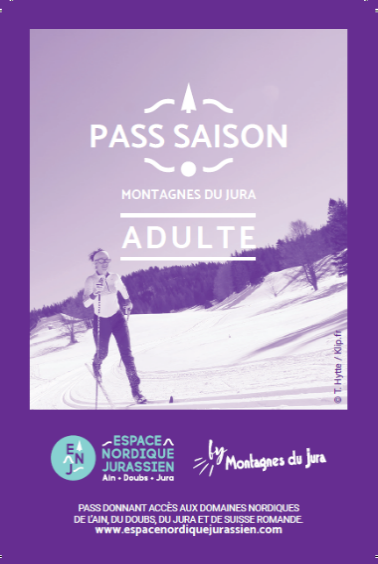 PASS SAISON
MONTAGNES DU JURA
ADULTE
© T. Hytte / Klip.fr
E
N
J
ESPACE
NORDIQUE
JURASSIEN
Ain • Doubs • Jura
by
Montagnes du Jura
PASS DONNANT ACCÈS AUX DOMAINES NORDIQUES
DE L'AIN, DU DOUBS, DU JURA ET DE SUISSE ROMANDE.
www.espacenordiquejurassien.com